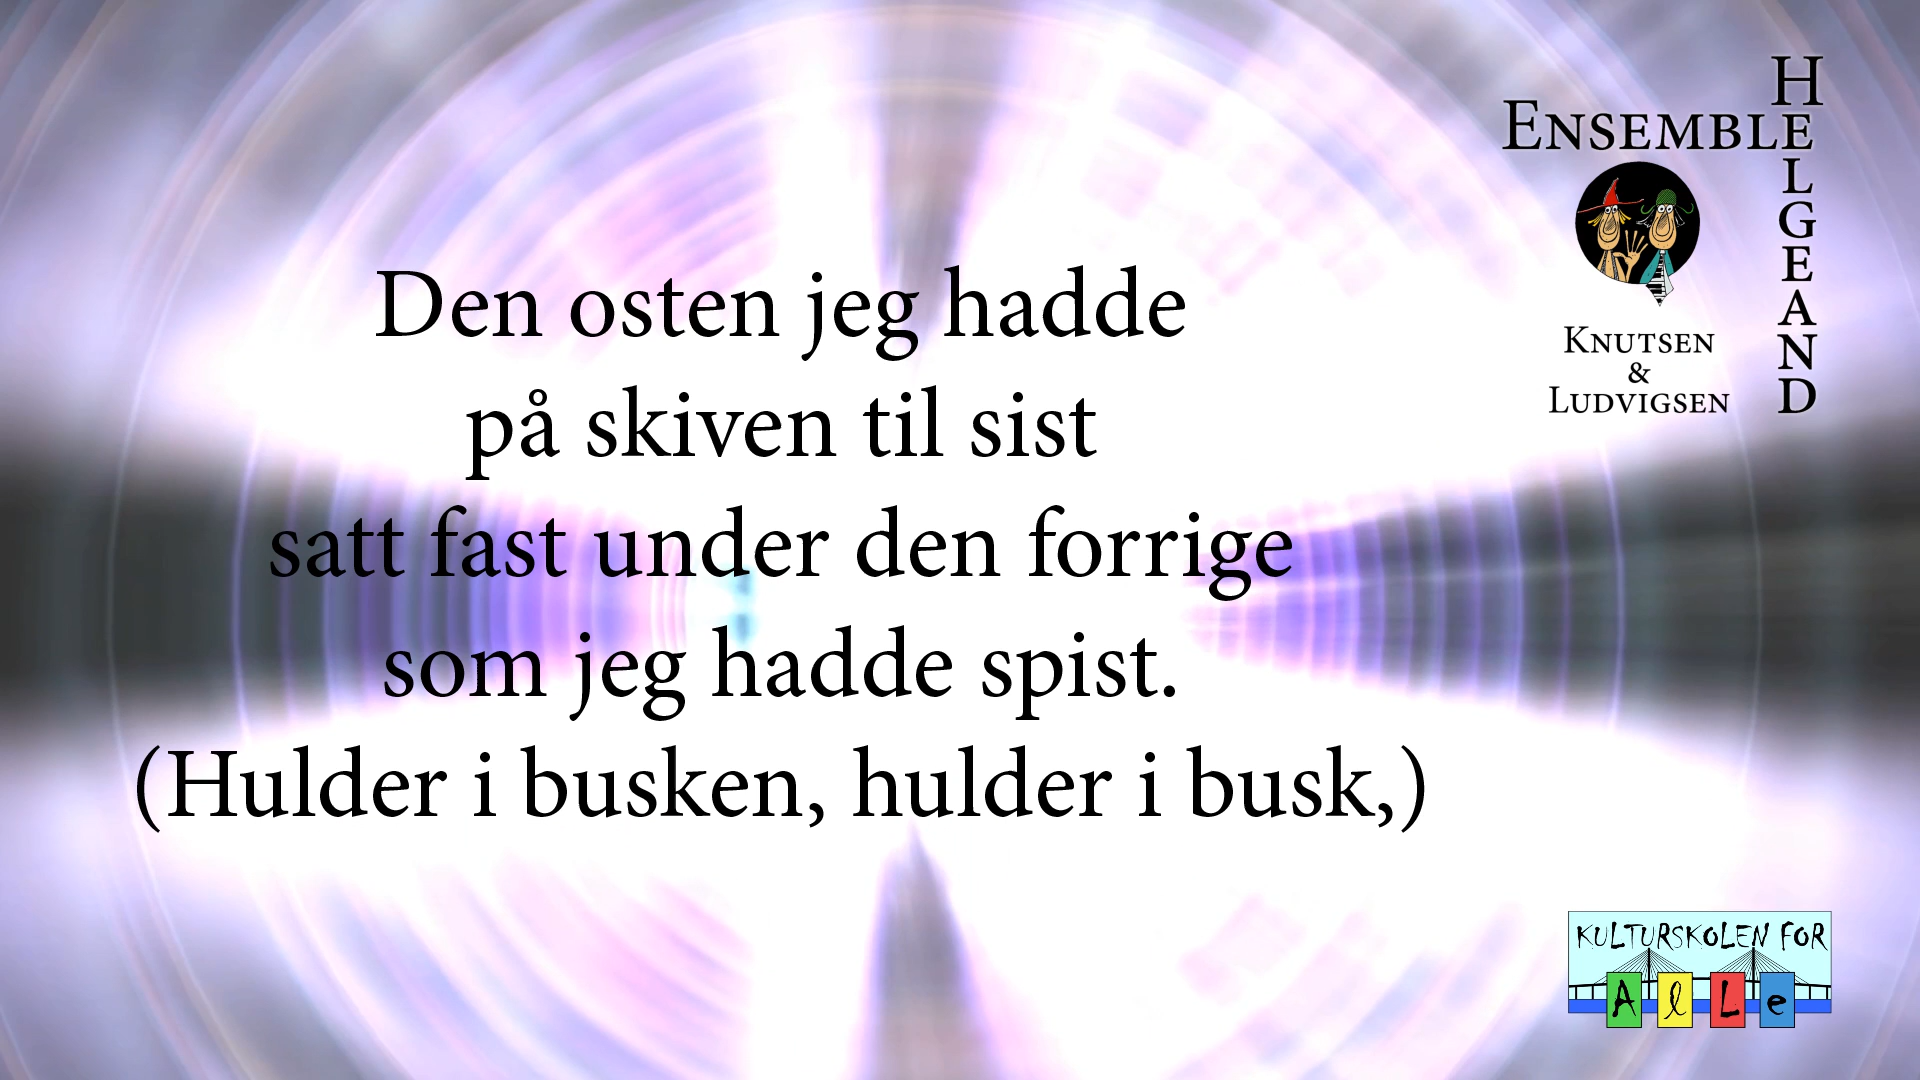 Den osten jeg hadde
på skiven til sist
satt fast under den forrige
som jeg hadde spist.
(Hulder i busken, hulder i busk,)
ENSEMBLE
HELGELAND
KNUTSEN
&
LUDVIGSEN
KULTURSKOLEN FOR
AlLe